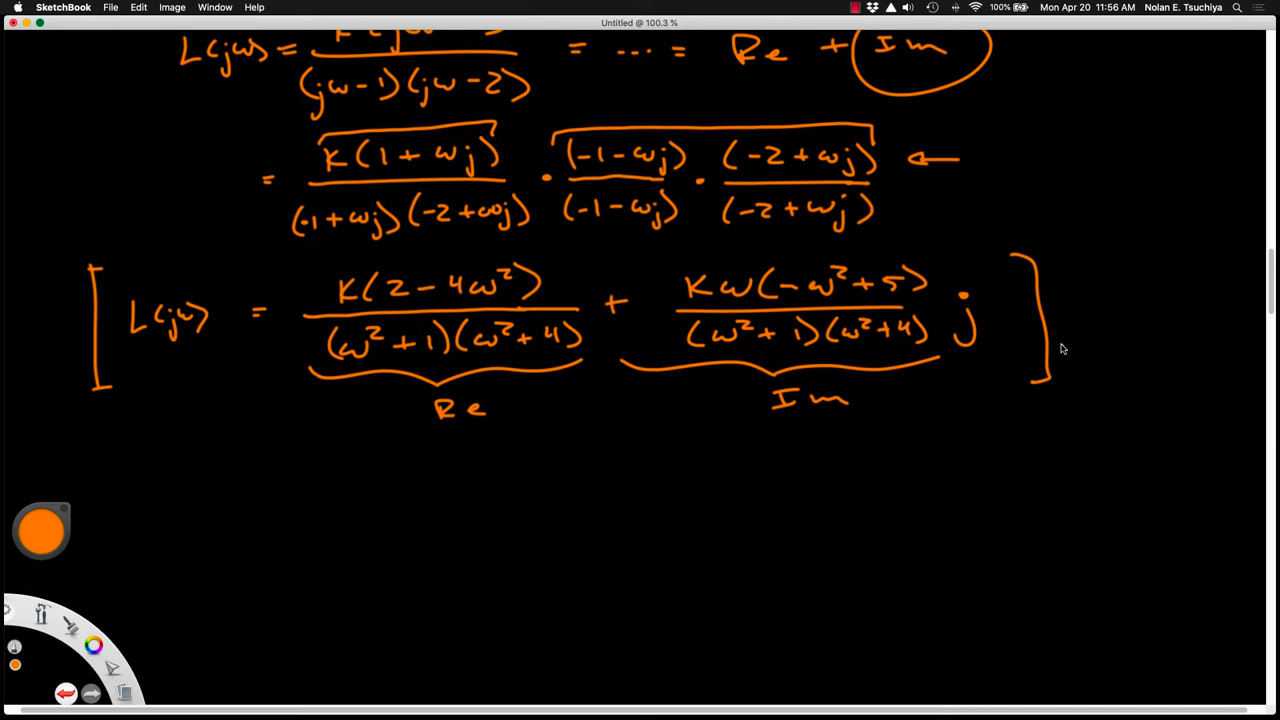 SketchBook File Edit Image Window Help 100% Mon Apr 20 11:56 AM Nolan E. Tsuchiya
Untitled @ 100.3 %
L(jω) = / (jω-1)(jω-2) = ... = Re + Im
= K(1+ωj) / (-1+ωj)(-2+ωj) · (-1-ωj) / (-1-ωj) · (-2+ωj) / (-2+ωj) ←
[ L(jω) = K(2-4ω²) / (ω²+1)(ω²+4) + Kω(-ω²+5) / (ω²+1)(ω²+4) j ]
Re Im